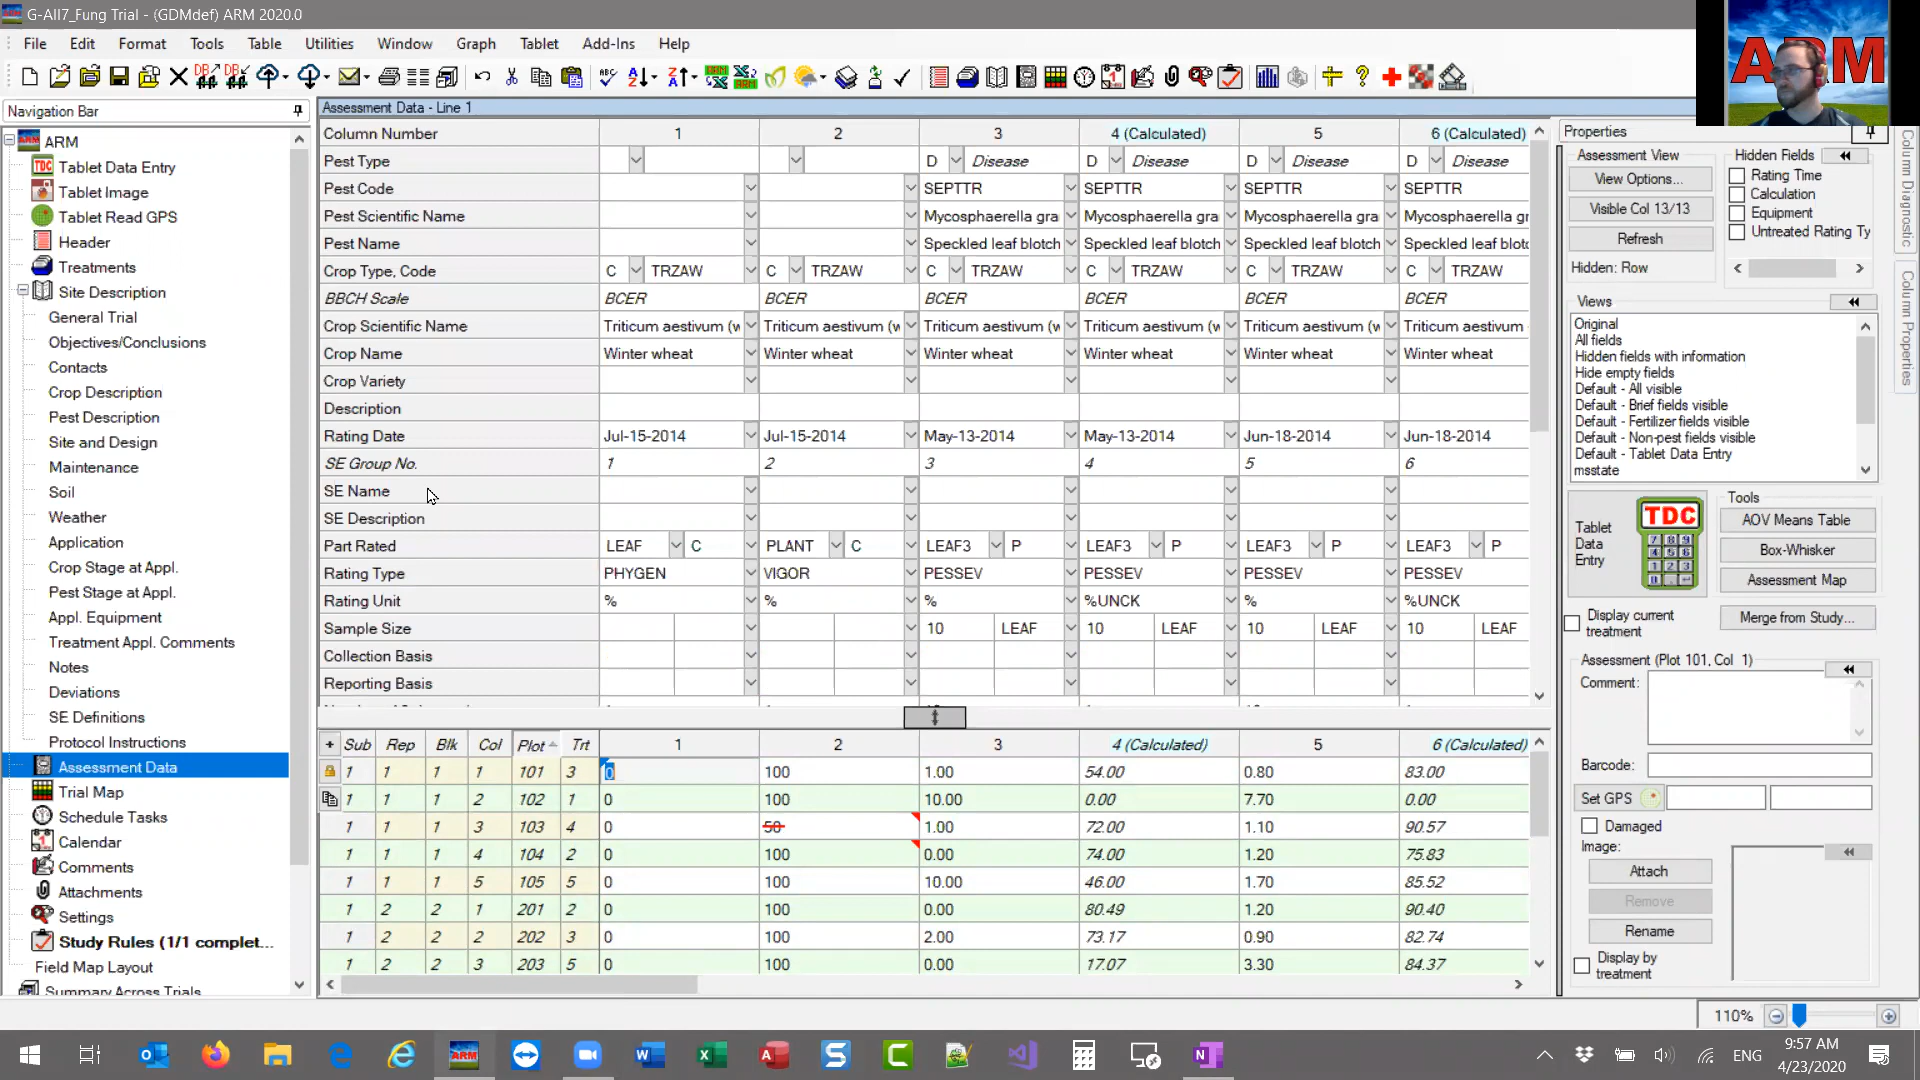 G-All7_Fung Trial - (GDMdef) ARM 2020.0
File Edit Format Tools Table Utilities Window Graph Tablet Add-Ins Help
ARM
Navigation Bar
ARM
Tablet Data Entry
Tablet Image
Tablet Read GPS
Header
Treatments
Site Description
General Trial
Objectives/Conclusions
Contacts
Crop Description
Pest Description
Site and Design
Maintenance
Soil
Weather
Application
Crop Stage at Appl.
Pest Stage at Appl.
Appl. Equipment
Treatment Appl. Comments
Notes
Deviations
SE Definitions
Protocol Instructions
Assessment Data
Trial Map
Schedule Tasks
Calendar
Comments
Attachments
Settings
Study Rules (1/1 complet...
Field Map Layout
Summary Across Trials
Assessment Data - Line 1
Column Number 1 2 3 4 (Calculated) 5 6 (Calculated)
Pest Type D Disease D Disease D Disease D Disease
Pest Code SEPTTR SEPTTR SEPTTR SEPTTR
Pest Scientific Name Mycosphaerella gra Mycosphaerella gra Mycosphaerella gra Mycosphaerella gr
Pest Name Speckled leaf blotch Speckled leaf blotch Speckled leaf blotch Speckled leaf blot
Crop Type, Code C TRZAW C TRZAW C TRZAW C TRZAW C TRZAW C TRZAW
BBCH Scale BCER BCER BCER BCER BCER BCER
Crop Scientific Name Triticum aestivum (w Triticum aestivum (w Triticum aestivum (w Triticum aestivum (w Triticum aestivum (w Triticum aestivum
Crop Name Winter wheat Winter wheat Winter wheat Winter wheat Winter wheat Winter wheat
Crop Variety
Description
Rating Date Jul-15-2014 Jul-15-2014 May-13-2014 May-13-2014 Jun-18-2014 Jun-18-2014
SE Group No. 1 2 3 4 5 6
SE Name
SE Description
Part Rated LEAF C PLANT C LEAF3 P LEAF3 P LEAF3 P LEAF3 P
Rating Type PHYGEN VIGOR PESSEV PESSEV PESSEV PESSEV
Rating Unit % % % %UNCK % %UNCK
Sample Size 10 LEAF 10 LEAF 10 LEAF 10 LEAF
Collection Basis
Reporting Basis
+ Sub Rep Blk Col Plot Trt 1 2 3 4 (Calculated) 5 6 (Calculated)
1 1 1 1 101 3 0 100 1.00 54.00 0.80 83.00
1 1 1 2 102 1 0 100 10.00 0.00 7.70 0.00
1 1 1 3 103 4 0 50 1.00 72.00 1.10 90.57
1 1 1 4 104 2 0 100 0.00 74.00 1.20 75.83
1 1 1 5 105 5 0 100 10.00 46.00 1.70 85.52
1 2 2 1 201 2 0 100 0.00 80.49 1.20 90.40
1 2 2 2 202 3 0 100 2.00 73.17 0.90 82.74
1 2 2 3 203 5 0 100 0.00 17.07 3.30 84.37
Properties
Assessment View
View Options...
Visible Col 13/13
Refresh
Hidden: Row
Hidden Fields
Rating Time
Calculation
Equipment
Untreated Rating Ty
Views
Original
All fields
Hidden fields with information
Hide empty fields
Default - All visible
Default - Brief fields visible
Default - Fertilizer fields visible
Default - Non-pest fields visible
Default - Tablet Data Entry
msstate
Tablet Data Entry
TDC
Tools
AOV Means Table
Box-Whisker
Assessment Map
Display current treatment
Merge from Study...
Assessment (Plot 101, Col 1)
Comment:
Barcode:
Set GPS
Damaged
Image:
Attach
Remove
Rename
Display by treatment
Column Diagnostic
Column Properties
110%
ARM
ENG
9:57 AM
4/23/2020